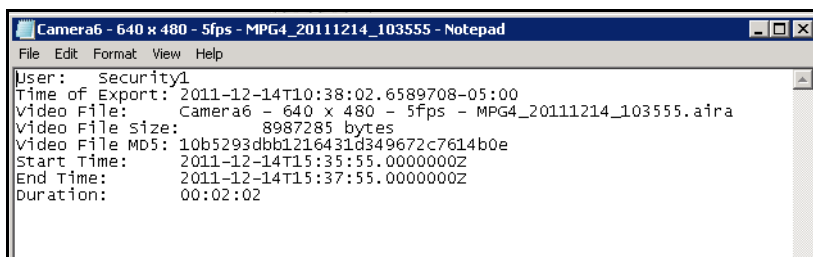 Camera6 - 640 x 480 - 5fps - MPG4_20111214_103555 - Notepad
File Edit Format View Help
User: Security1
Time of Export: 2011-12-14T10:38:02.6589708-05:00
Video File: Camera6 - 640 x 480 - 5fps - MPG4_20111214_103555.aira
Video File Size: 8987285 bytes
Video File MD5: 10b5293dbb1216431d349672c7614b0e
Start Time: 2011-12-14T15:35:55.0000000Z
End Time: 2011-12-14T15:37:55.0000000Z
Duration: 00:02:02